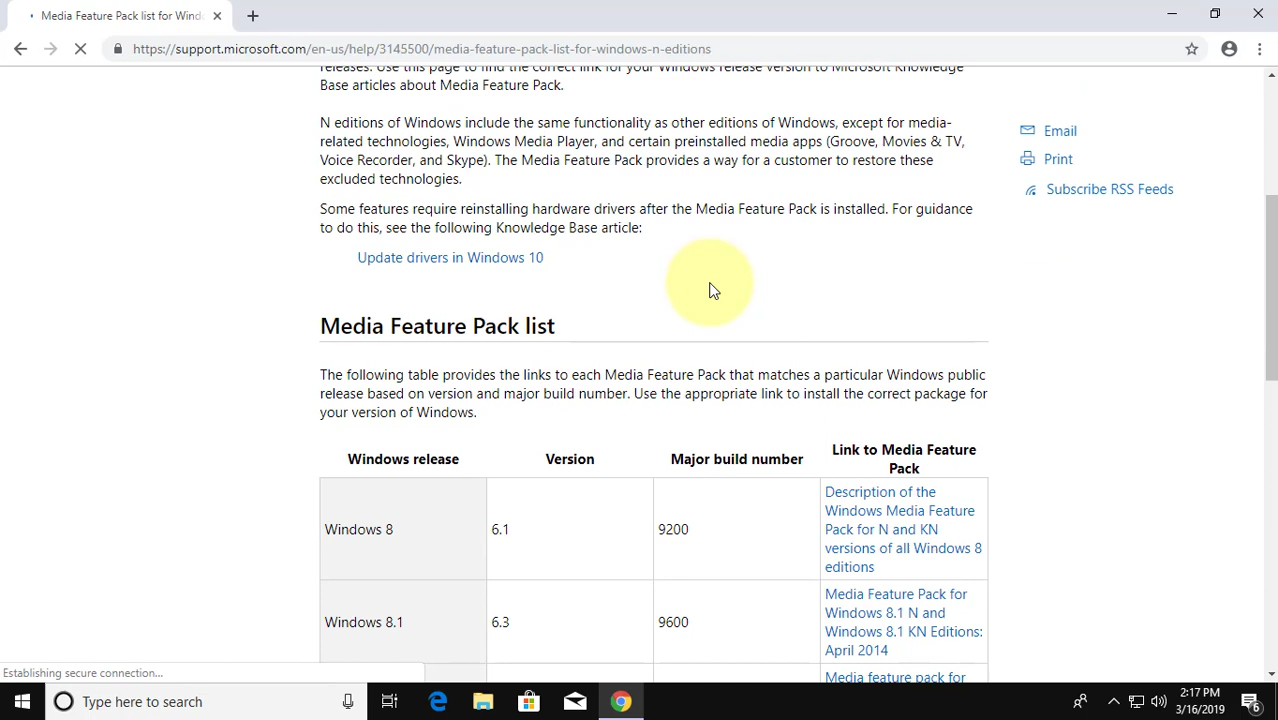 Media Feature Pack list for Wind
https://support.microsoft.com/en-us/help/3145500/media-feature-pack-list-for-windows-n-editions
releases. Use this page to find the correct link for your Windows release version to Microsoft Knowledge
Base articles about Media Feature Pack.
N editions of Windows include the same functionality as other editions of Windows, except for media-
related technologies, Windows Media Player, and certain preinstalled media apps (Groove, Movies & TV,
Voice Recorder, and Skype). The Media Feature Pack provides a way for a customer to restore these
excluded technologies.
Email
Print
Subscribe RSS Feeds
Some features require reinstalling hardware drivers after the Media Feature Pack is installed. For guidance
to do this, see the following Knowledge Base article:
Update drivers in Windows 10
Media Feature Pack list
The following table provides the links to each Media Feature Pack that matches a particular Windows public
release based on version and major build number. Use the appropriate link to install the correct package for
your version of Windows.
Windows release
Version
Major build number
Link to Media Feature
Pack
Windows 8
6.1
9200
Description of the
Windows Media Feature
Pack for N and KN
versions of all Windows 8
editions
Windows 8.1
6.3
9600
Media Feature Pack for
Windows 8.1 N and
Windows 8.1 KN Editions:
April 2014
Media feature pack for
Establishing secure connection...
Type here to search
2:17 PM
3/16/2019
6